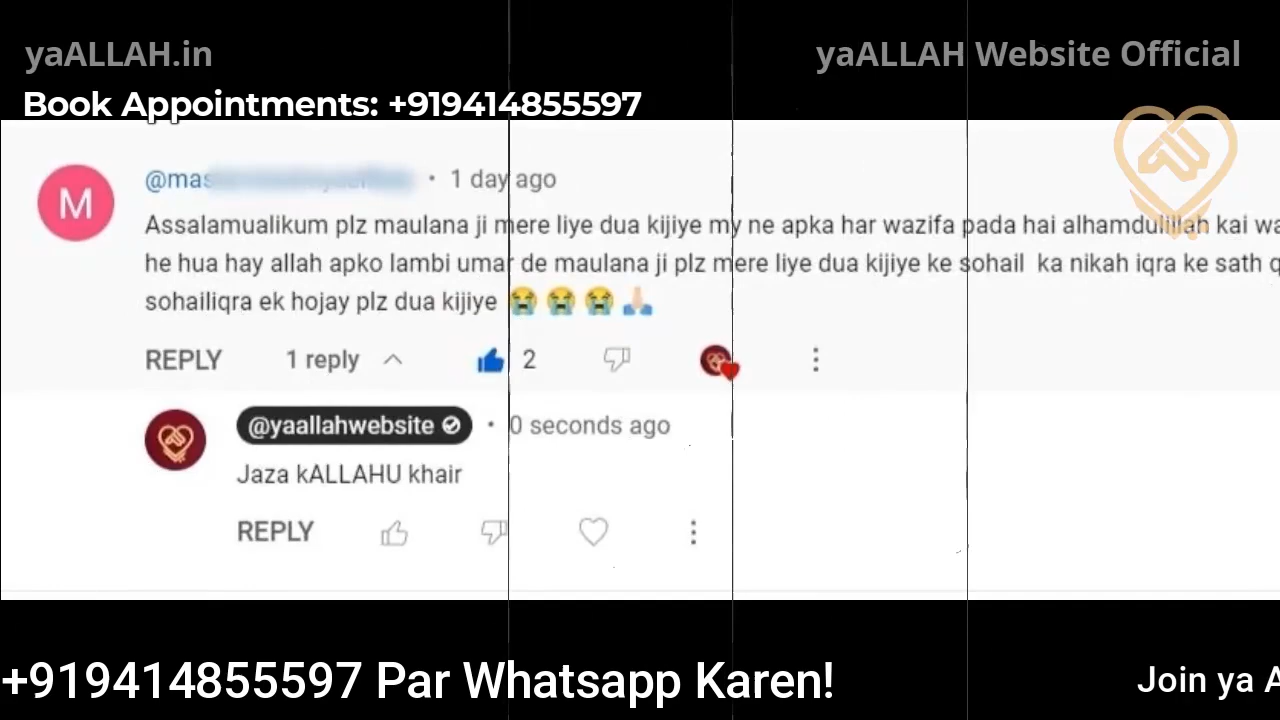 yaALLAH.in
yaALLAH Website Official
Book Appointments: +919414855597
M
@mas
• 1 day ago
Assalamualikum plz maulana ji mere liye dua kijiye my ne apka har wazifa pada hai alhamdulillah kai wa
he hua hay allah apko lambi umar de maulana ji plz mere liye dua kijiye ke sohail ka nikah iqra ke sath q
sohailiqra ek hojay plz dua kijiye 😭😭😭🙏🏻
REPLY 1 reply 2
@yaallahwebsite • 0 seconds ago
Jaza kALLAHU khair
REPLY
+919414855597 Par Whatsapp Karen!
Join ya A